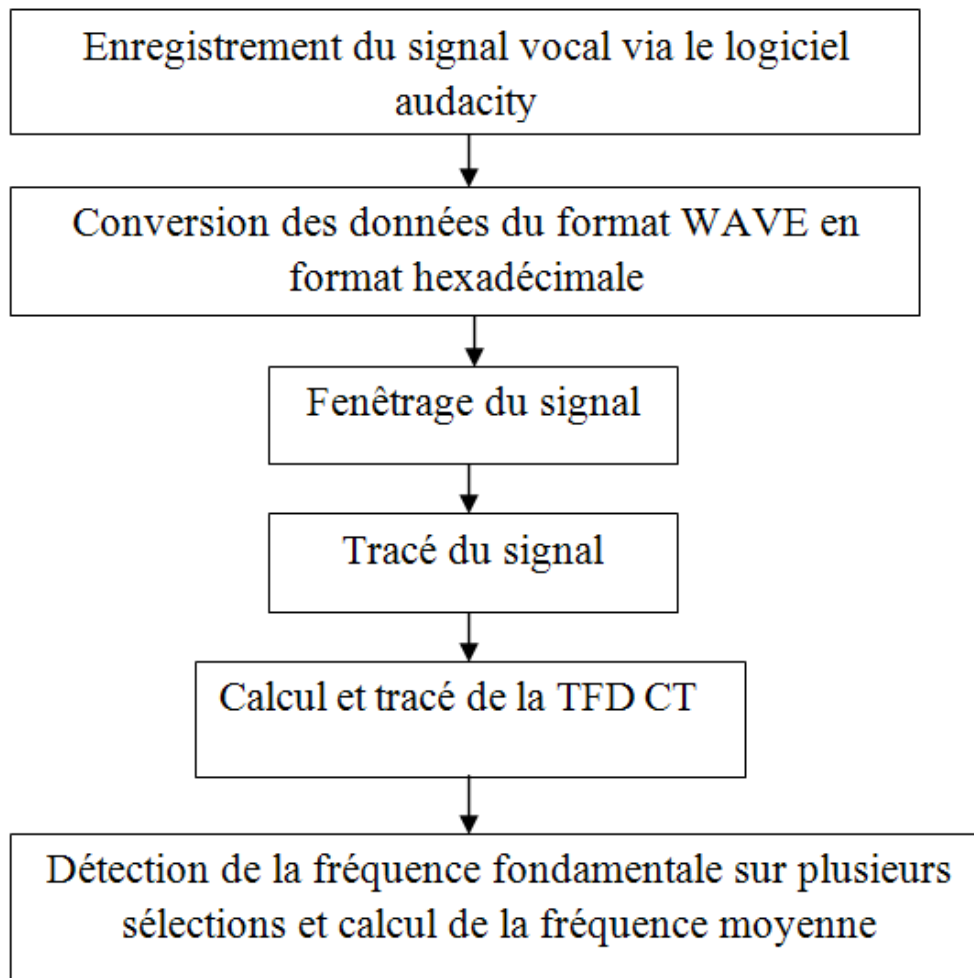 Enregistrement du signal vocal via le logiciel
audacity
Conversion des données du format WAVE en
format hexadécimale
Fenêtrage du signal
Tracé du signal
Calcul et tracé de la TFD CT
Détection de la fréquence fondamentale sur plusieurs
sélections et calcul de la fréquence moyenne